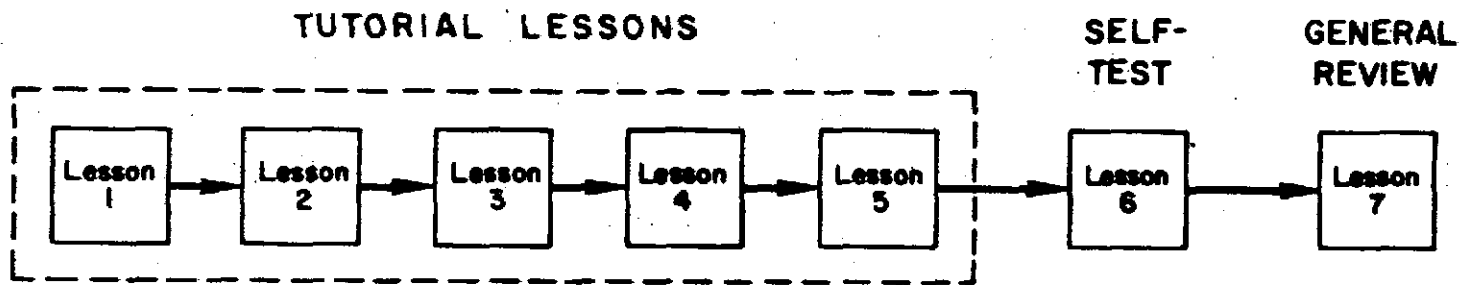 TUTORIAL LESSONS
SELF-
TEST
GENERAL
REVIEW
Lesson
1
Lesson
2
Lesson
3
Lesson
4
Lesson
5
Lesson
6
Lesson
7